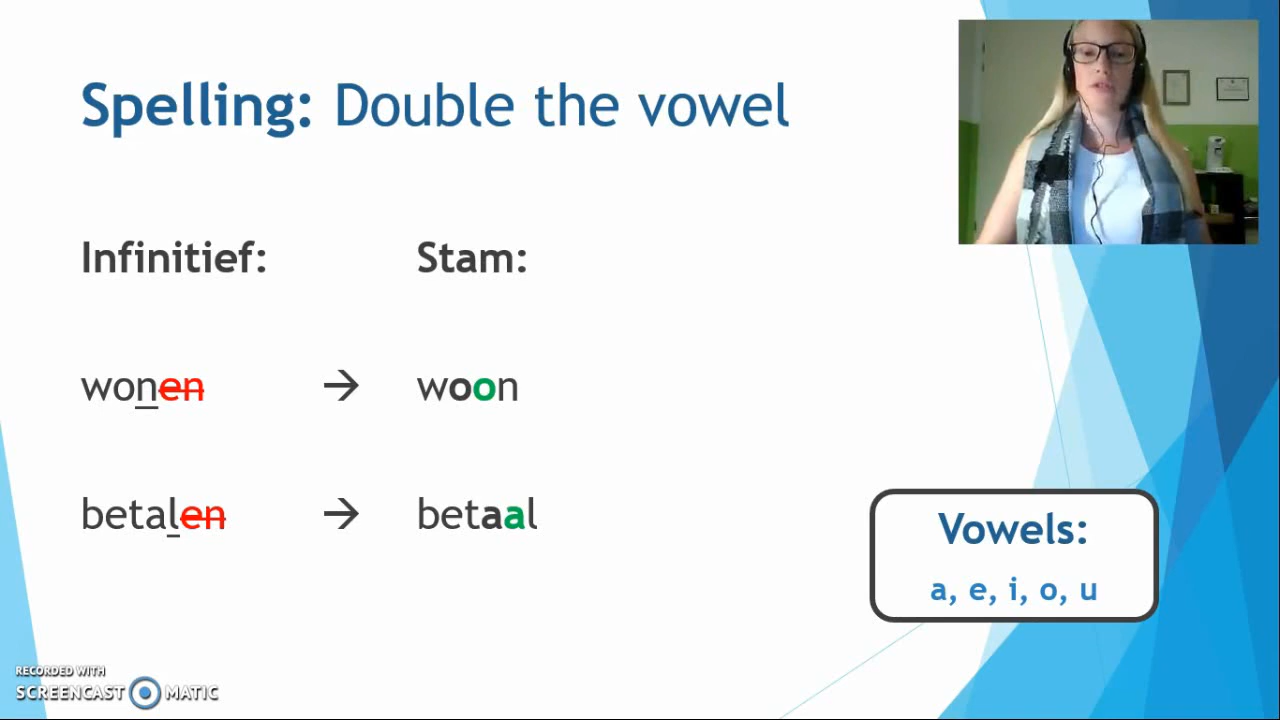 Spelling: Double the vowel
Infinitief: Stam:
wonen → woon
betalen → betaal
Vowels:
a, e, i, o, u
RECORDED WITH
SCREENCAST MATIC